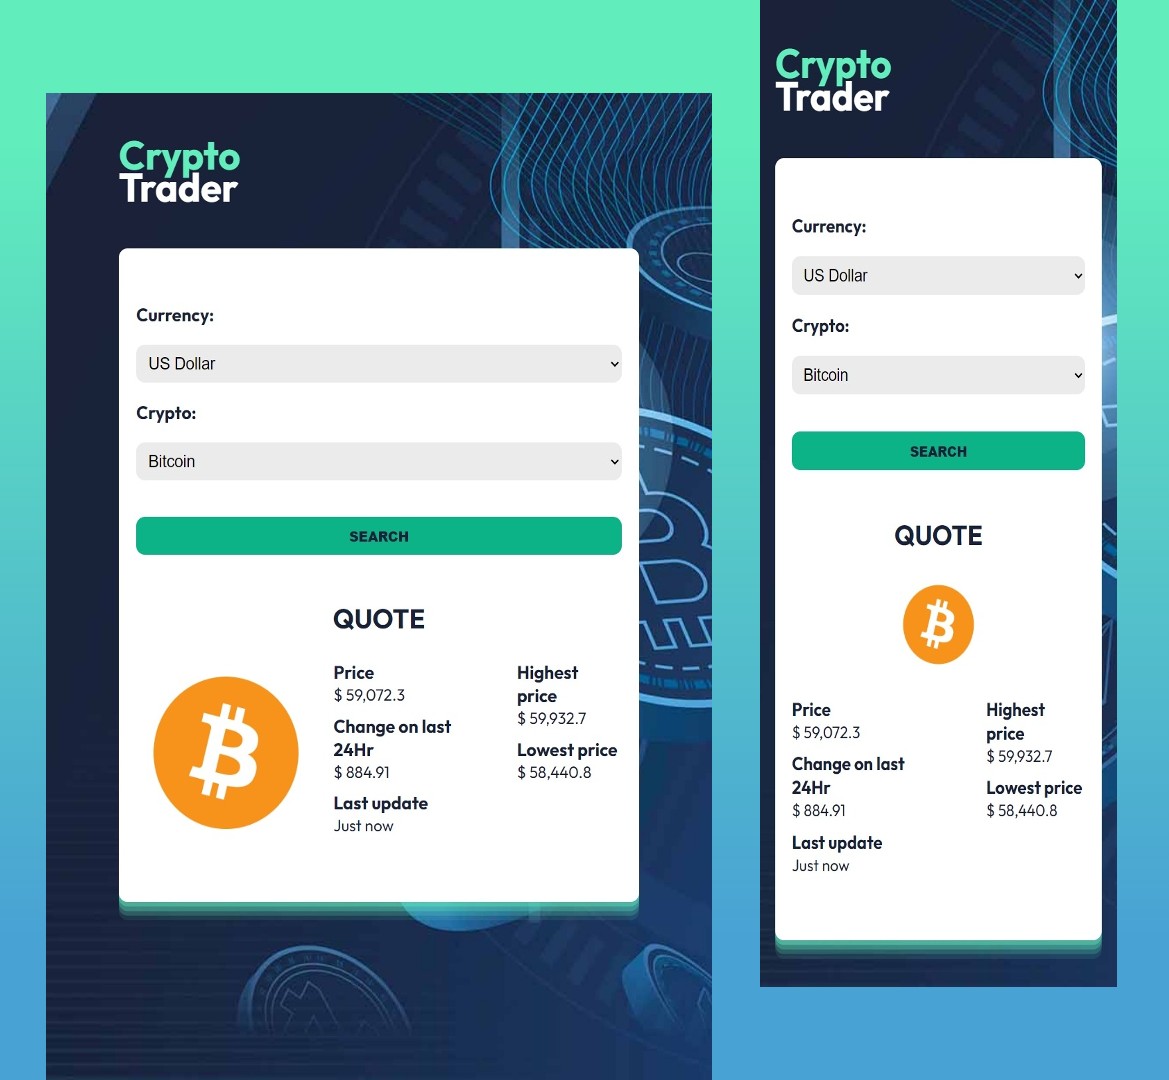 Crypto
Trader
Currency:
US Dollar
Crypto:
Bitcoin
SEARCH
QUOTE
Price
$ 59,072.3
Change on last
24Hr
$ 884.91
Last update
Just now
Highest
price
$ 59,932.7
Lowest price
$ 58,440.8
Crypto
Trader
Currency:
US Dollar
Crypto:
Bitcoin
SEARCH
QUOTE
Price
$ 59,072.3
Change on last
24Hr
$ 884.91
Last update
Just now
Highest
price
$ 59,932.7
Lowest price
$ 58,440.8